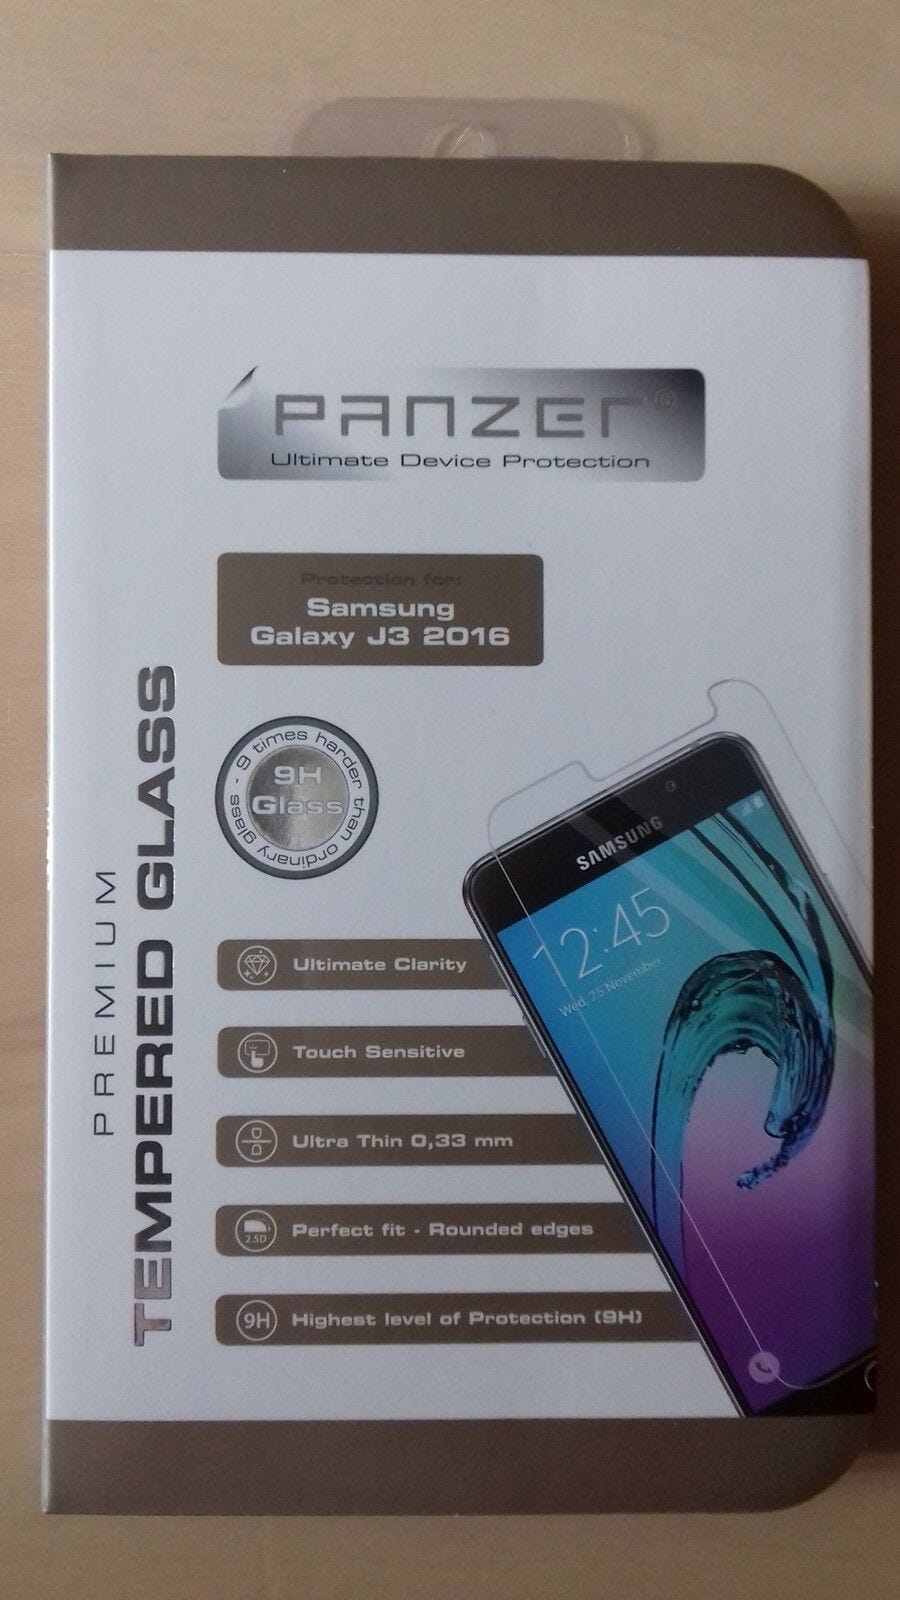 PANZER®
Ultimate Device Protection
Protection for:
Samsung
Galaxy J3 2016
PREMIUM
TEMPERED GLASS
9 times harder than ordinary glass -
9H
Glass
SAMSUNG
12:45
Wed, 25 November
Ultimate Clarity
Touch Sensitive
Ultra Thin 0,33 mm
2.5D
Perfect fit - Rounded edges
9H
Highest level of Protection (9H)